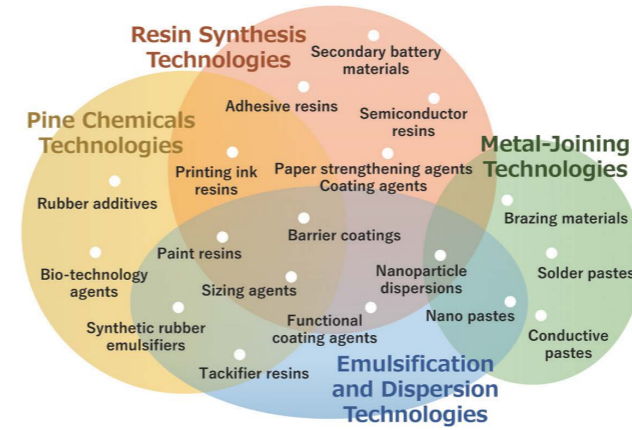 Resin Synthesis
Technologies
Secondary battery
materials
Adhesive resins
Semiconductor
resins
Pine Chemicals
Technologies
Metal-Joining
Technologies
Printing ink
resins
Paper strengthening agents
Coating agents
Rubber additives
Brazing materials
Barrier coatings
Paint resins
Bio-technology
agents
Nanoparticle
dispersions
Solder pastes
Sizing agents
Synthetic rubber
emulsifiers
Functional
coating agents
Nano pastes
Conductive
pastes
Tackifier resins
Emulsification
and Dispersion
Technologies